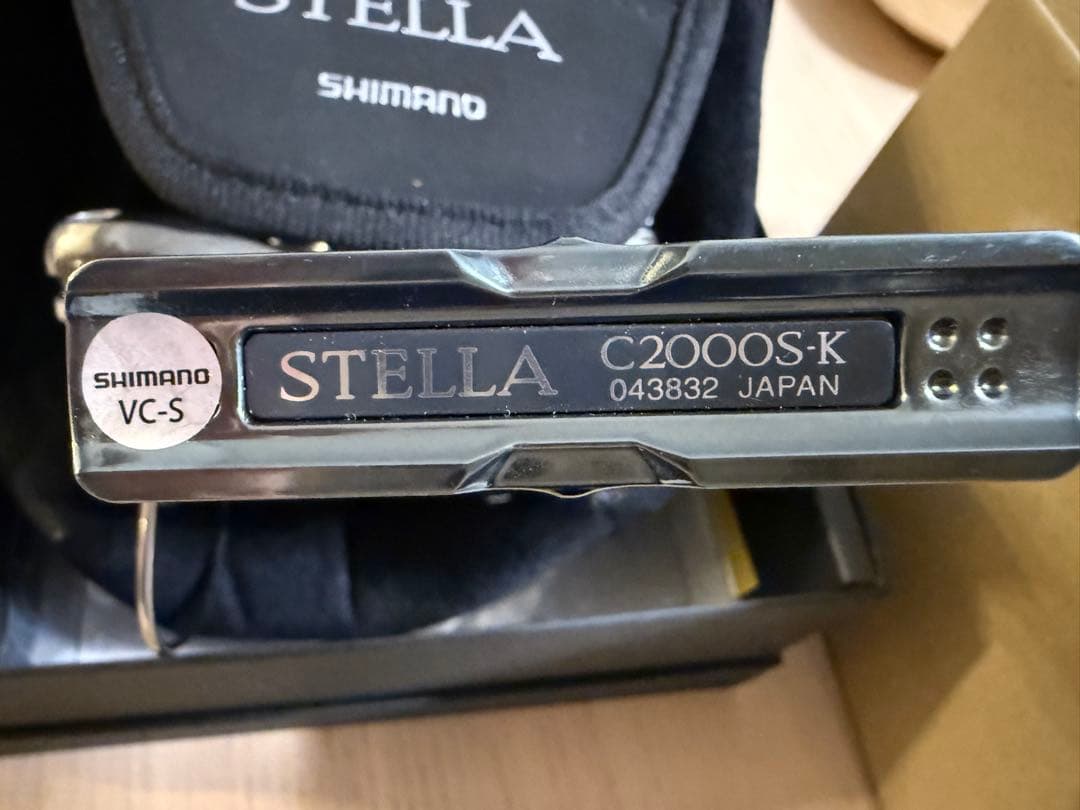 STELLA
SHIMANO
SHIMANO
VC-S
STELLA
C2000S-K
043832 JAPAN